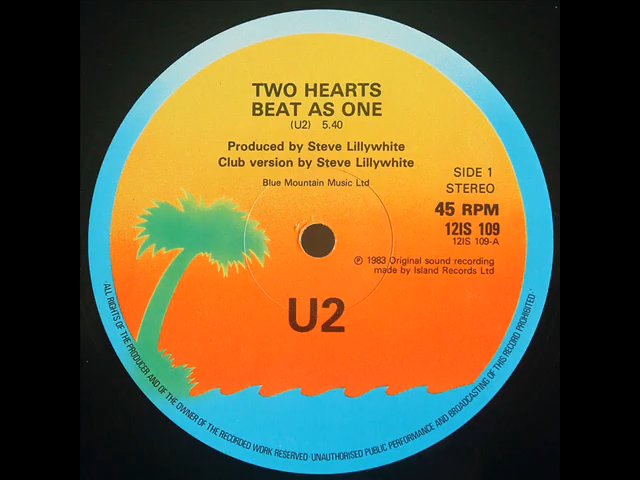 TWO HEARTS
BEAT AS ONE
(U2) 5.40
Produced by Steve Lillywhite
Club version by Steve Lillywhite
Blue Mountain Music Ltd
SIDE 1
STEREO
45 RPM
12IS 109
12IS 109-A
℗ 1983 Original sound recording
made by Island Records Ltd
U2
ALL RIGHTS OF THE PRODUCER AND OF THE OWNER OF THE RECORDED WORK RESERVED UNAUTHORISED PUBLIC PERFORMANCE AND BROADCASTING OF THIS RECORD PROHIBITED.